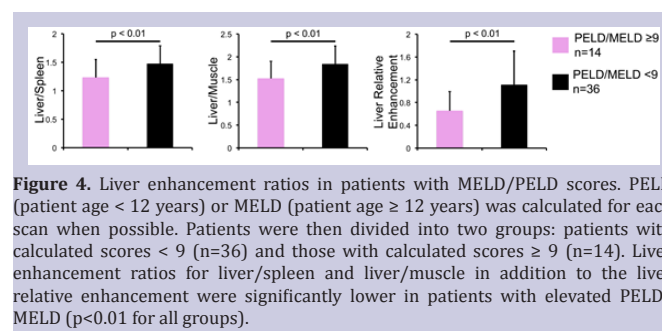 p < 0.01
p < 0.01
p < 0.01
PELD/MELD ≥9
n=14
PELD/MELD <9
n=36
Liver/Spleen
2
1.5
1
0.5
0
Liver/Muscle
2.5
2
1.5
1
0.5
0
Liver Relative
Enhancement
2
1.6
1.2
0.8
0.4
0
Figure 4. Liver enhancement ratios in patients with MELD/PELD scores. PEL
(patient age < 12 years) or MELD (patient age ≥ 12 years) was calculated for eac
scan when possible. Patients were then divided into two groups: patients wit
calculated scores < 9 (n=36) and those with calculated scores ≥ 9 (n=14). Live
enhancement ratios for liver/spleen and liver/muscle in addition to the live
relative enhancement were significantly lower in patients with elevated PELD
MELD (p<0.01 for all groups).